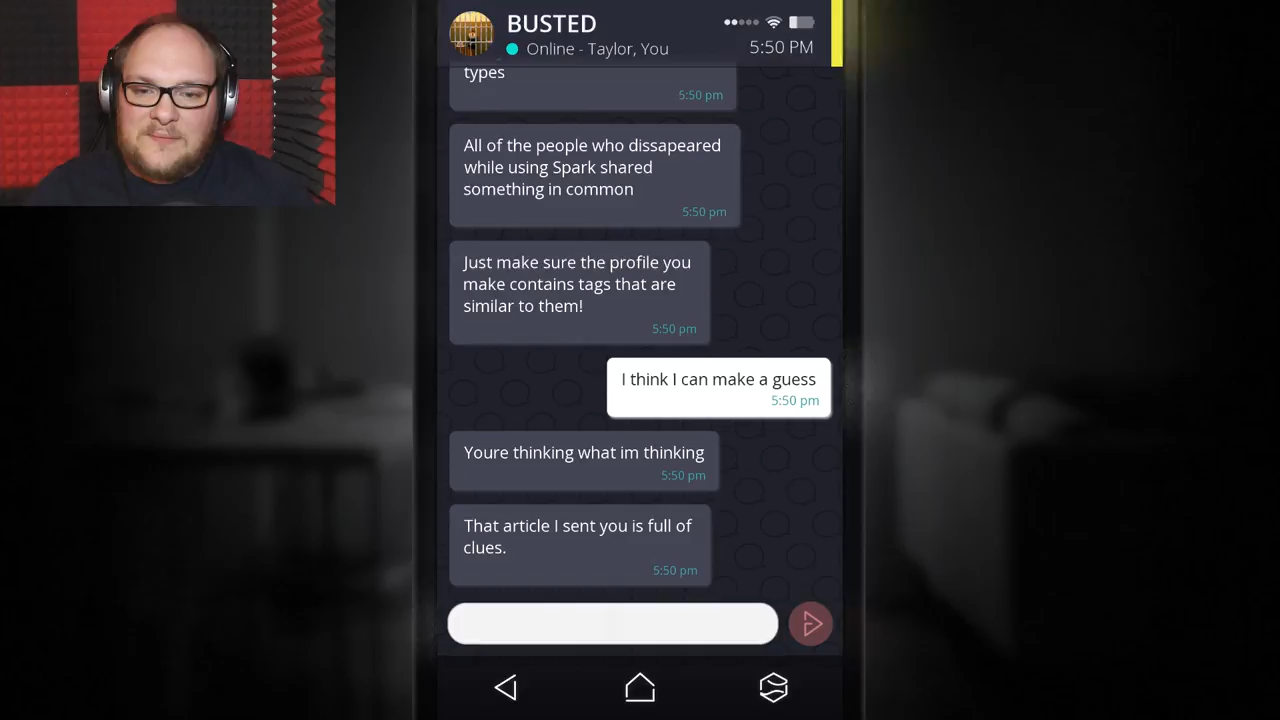 BUSTED
Online - Taylor, You
5:50 PM
types
5:50 pm
All of the people who dissapeared
while using Spark shared
something in common
5:50 pm
Just make sure the profile you
make contains tags that are
similar to them!
5:50 pm
I think I can make a guess
5:50 pm
Youre thinking what im thinking
5:50 pm
That article I sent you is full of
clues.
5:50 pm